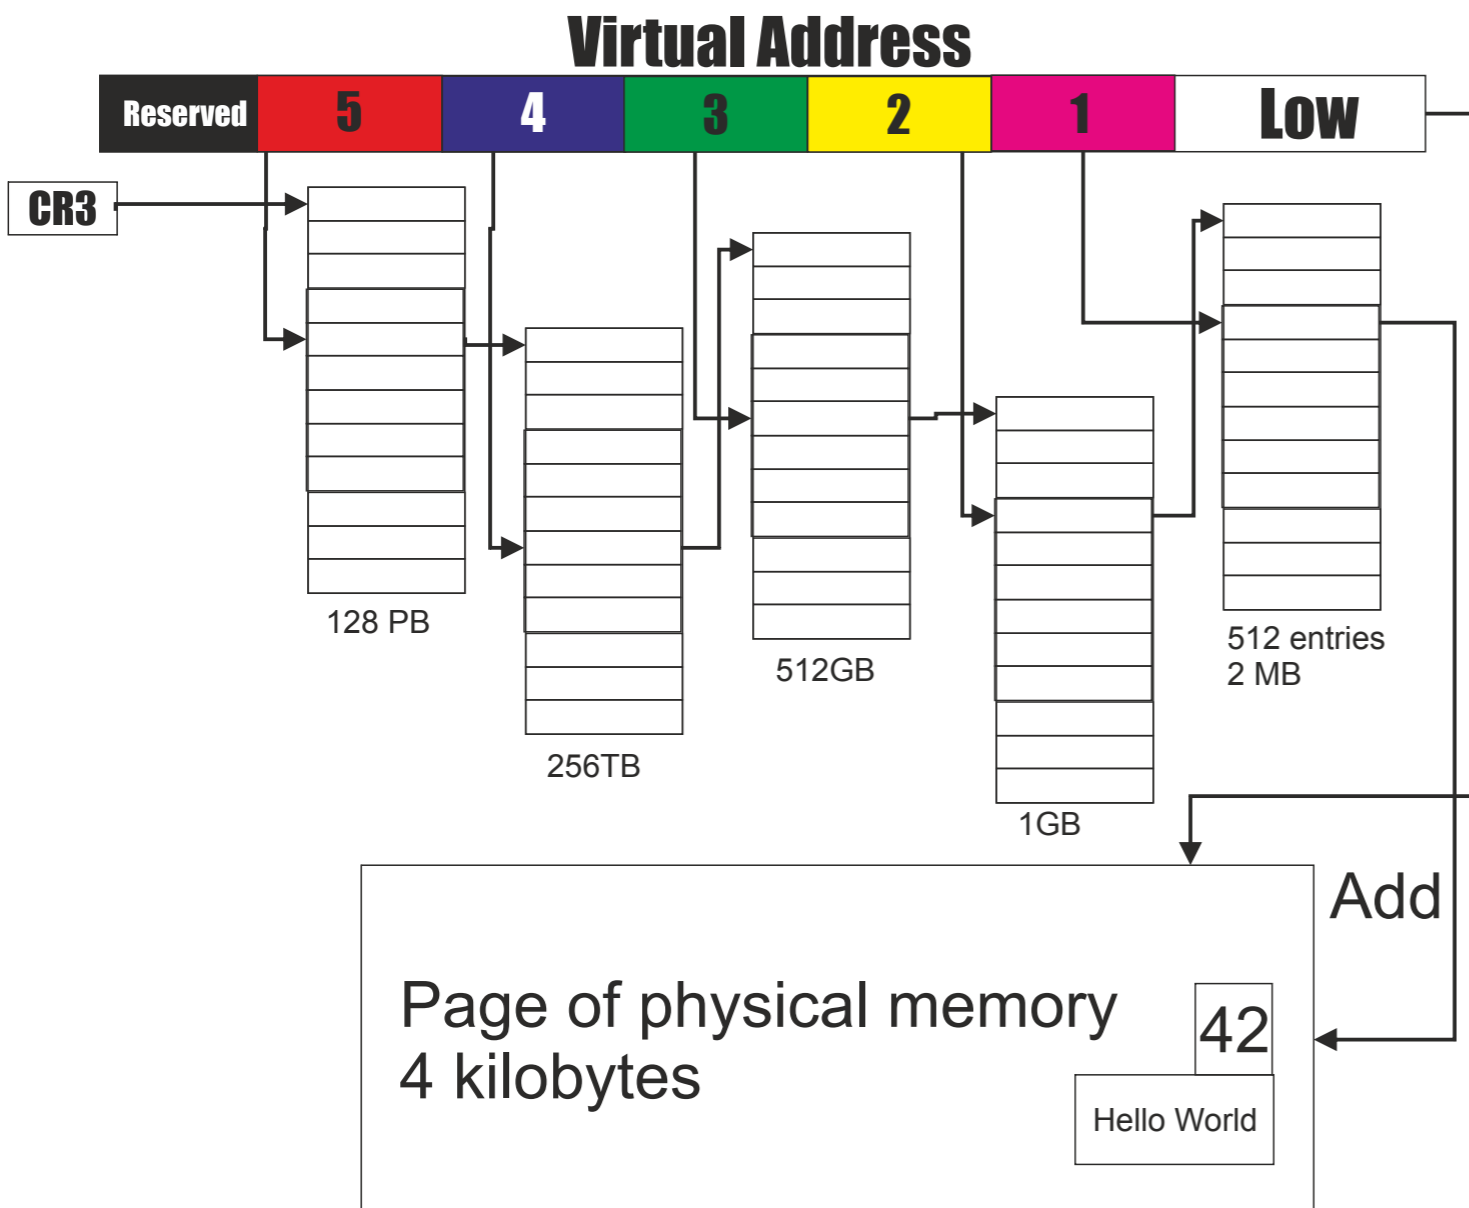 Virtual Address
Reserved
5
4
3
2
1
Low
CR3
128 PB
256TB
512GB
1GB
512 entries
2 MB
Add
Page of physical memory
4 kilobytes
42
Hello World